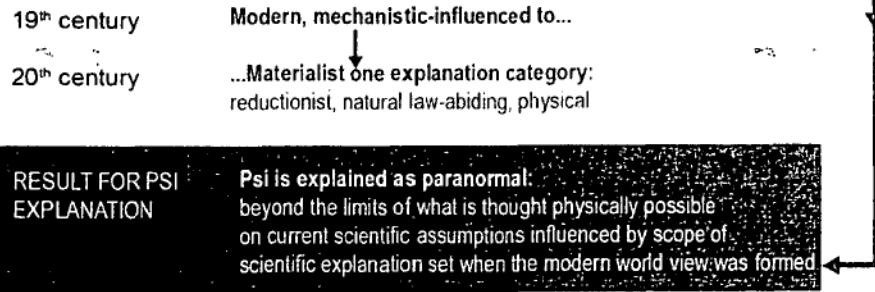 19th century Modern, mechanistic-influenced to...
20th century ...Materialist one explanation category:
reductionist, natural law-abiding, physical
RESULT FOR PSI Psi is explained as paranormal:
EXPLANATION beyond the limits of what is thought physically possible
on current scientific assumptions influenced by scope of
scientific explanation set when the modern world view was formed